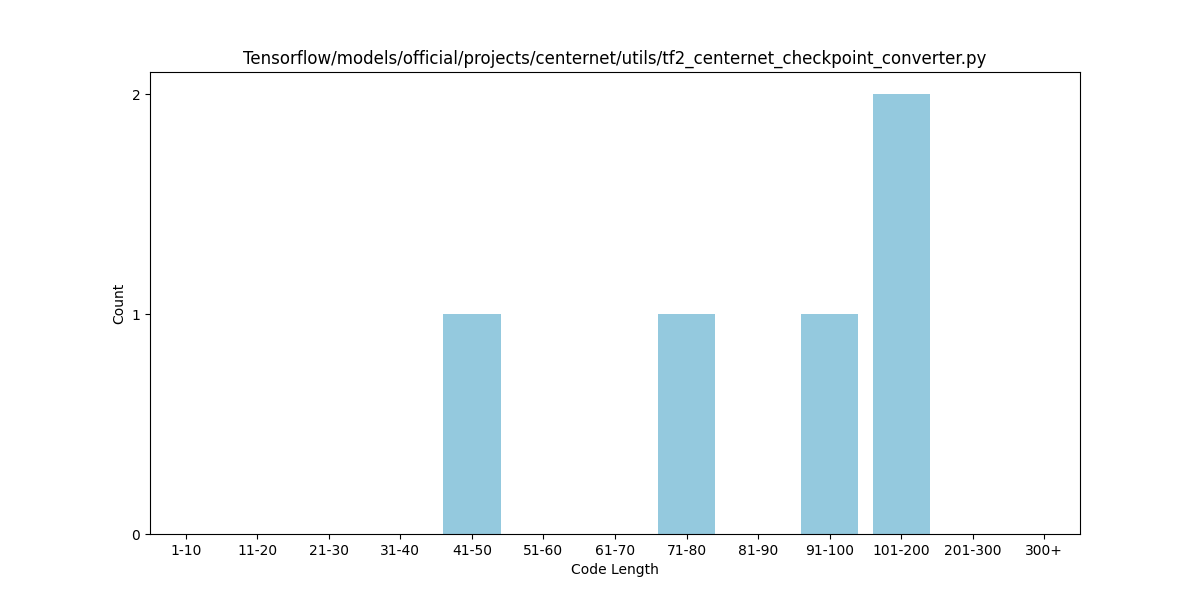 Tensorflow/models/official/projects/centernet/utils/tf2_centernet_checkpoint_converter.py
Count
2
1
0
1-10 11-20 21-30 31-40 41-50 51-60 61-70 71-80 81-90 91-100 101-200 201-300 300+
Code Length